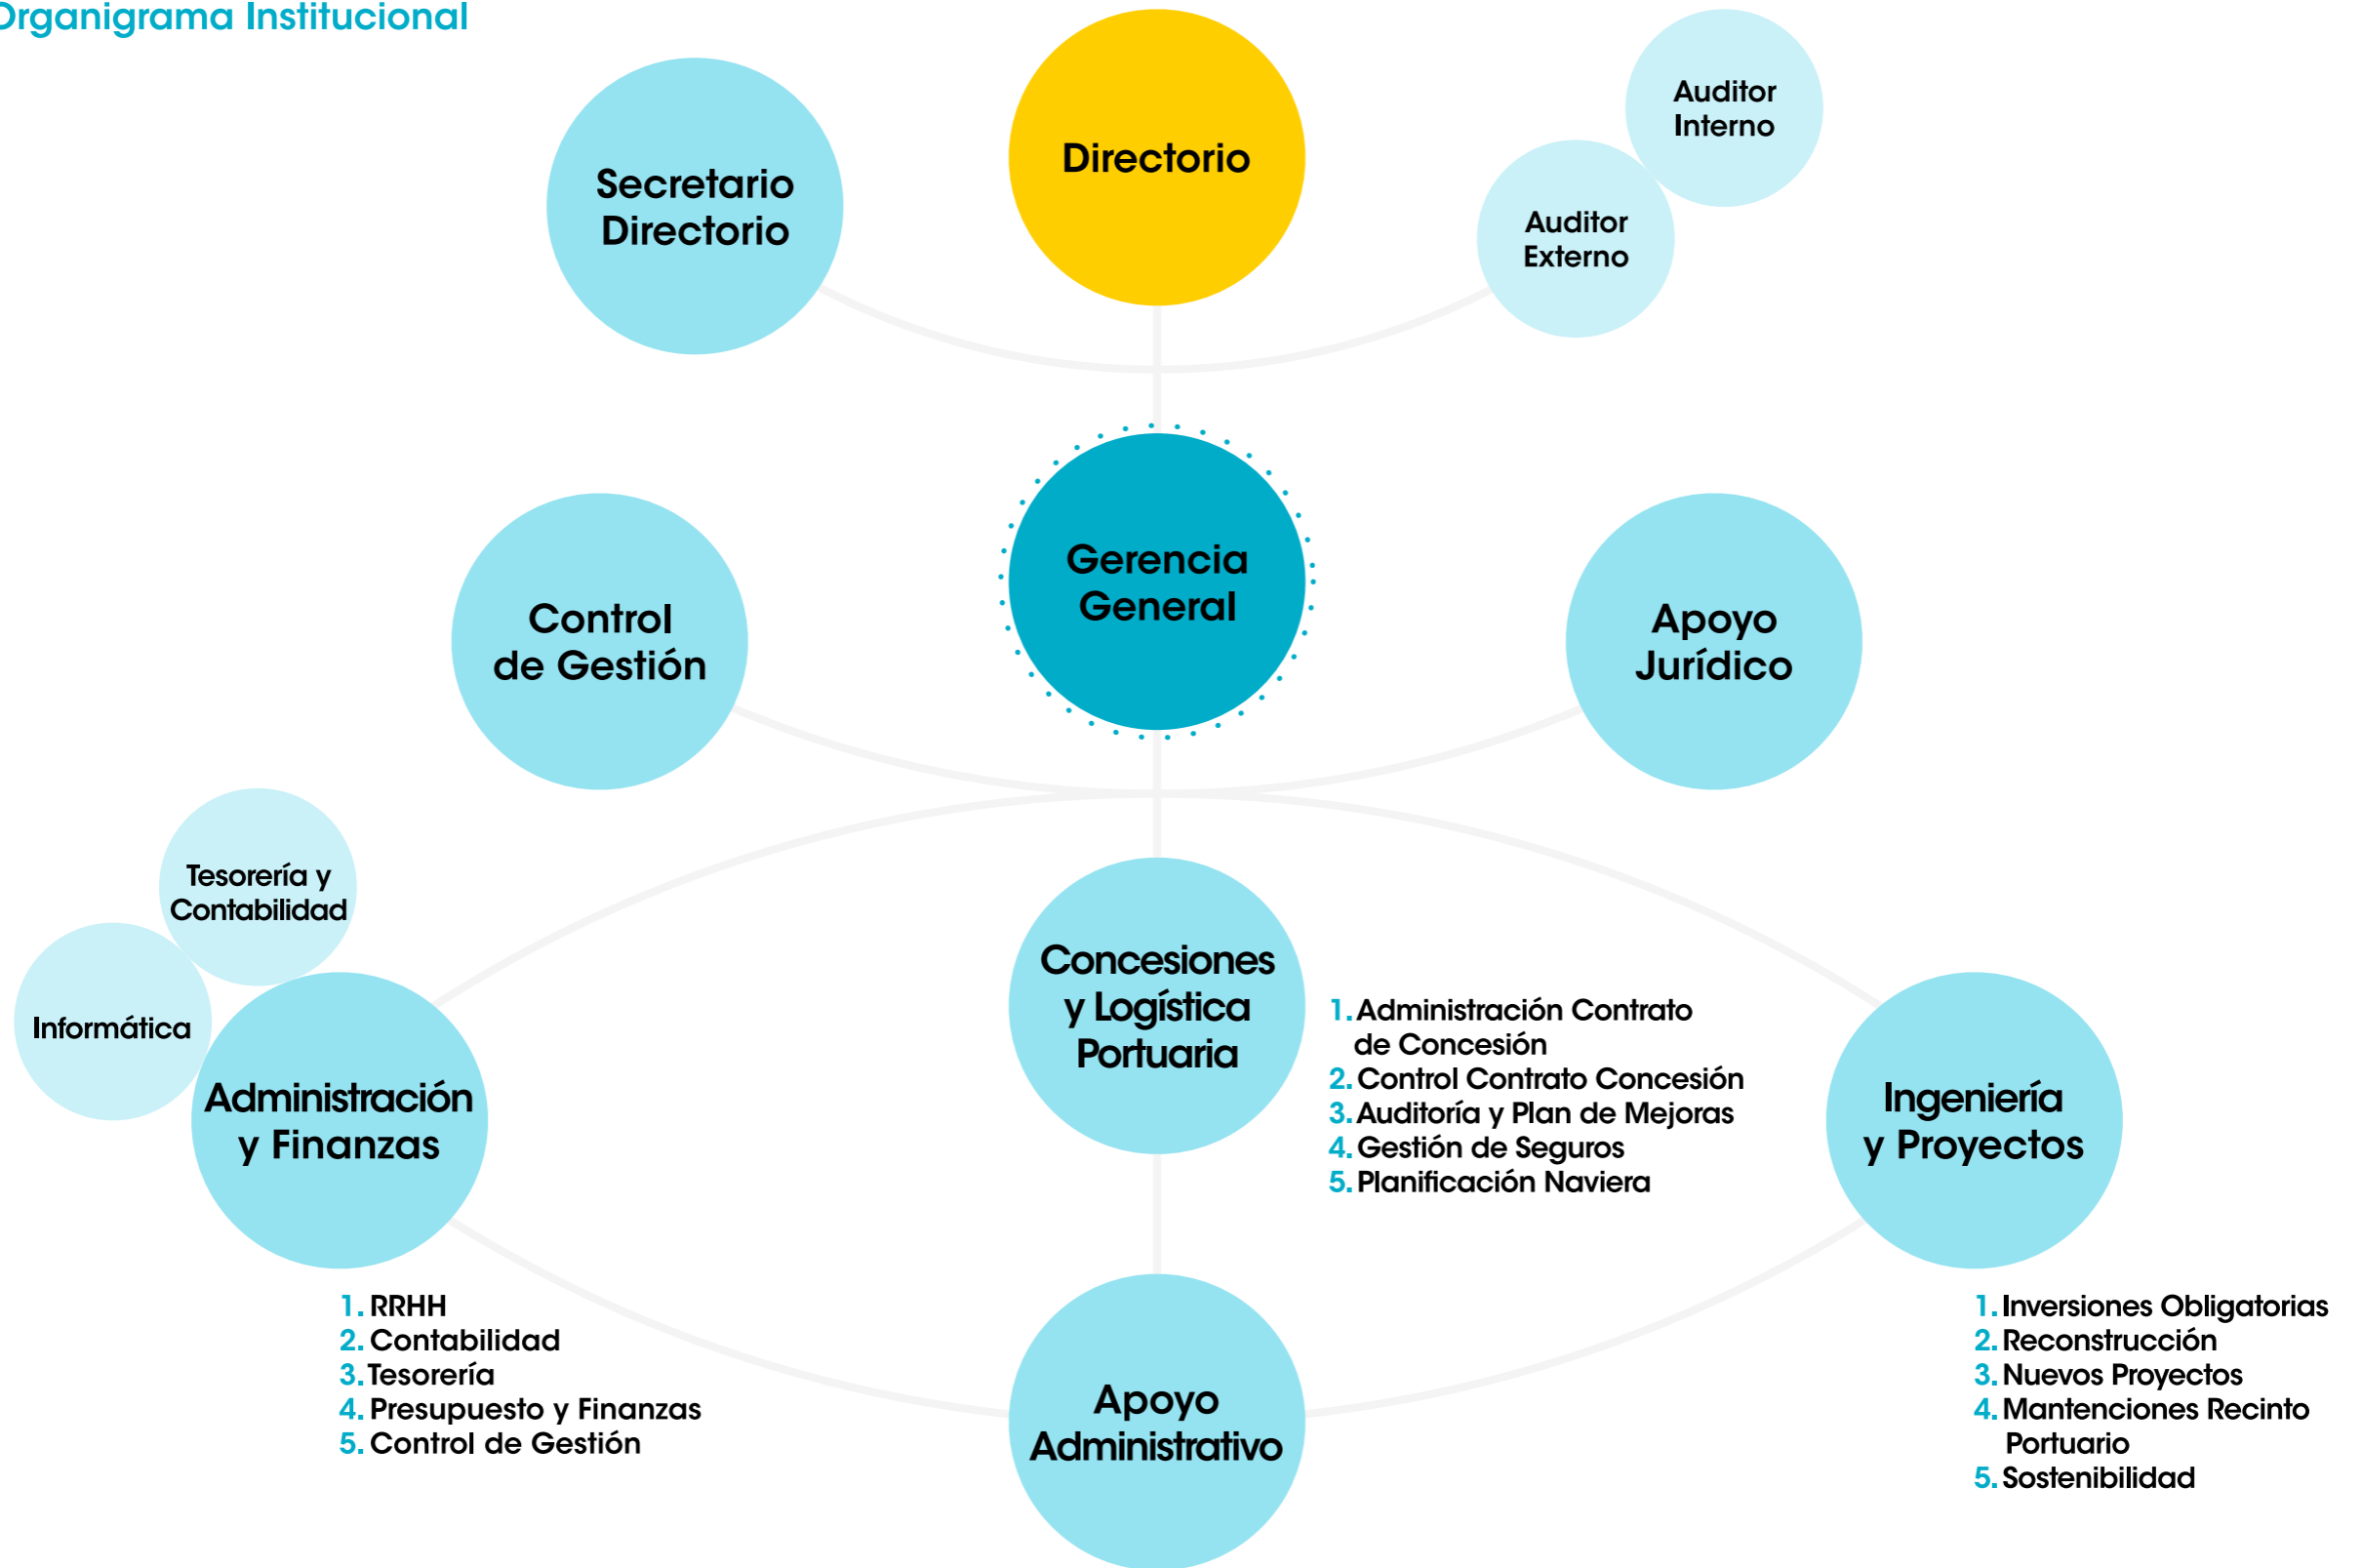 Organigrama Institucional
Directorio
Secretario
Directorio
Auditor
Interno
Auditor
Externo
Gerencia
General
Control
de Gestión
Apoyo
Jurídico
Tesorería y
Contabilidad
Informática
Administración
y Finanzas
1. RRHH
2. Contabilidad
3. Tesorería
4. Presupuesto y Finanzas
5. Control de Gestión
Concesiones
y Logística
Portuaria
1. Administración Contrato
de Concesión
2. Control Contrato Concesión
3. Auditoría y Plan de Mejoras
4. Gestión de Seguros
5. Planificación Naviera
Ingeniería
y Proyectos
1. Inversiones Obligatorias
2. Reconstrucción
3. Nuevos Proyectos
4. Mantenciones Recinto
Portuario
5. Sostenibilidad
Apoyo
Administrativo